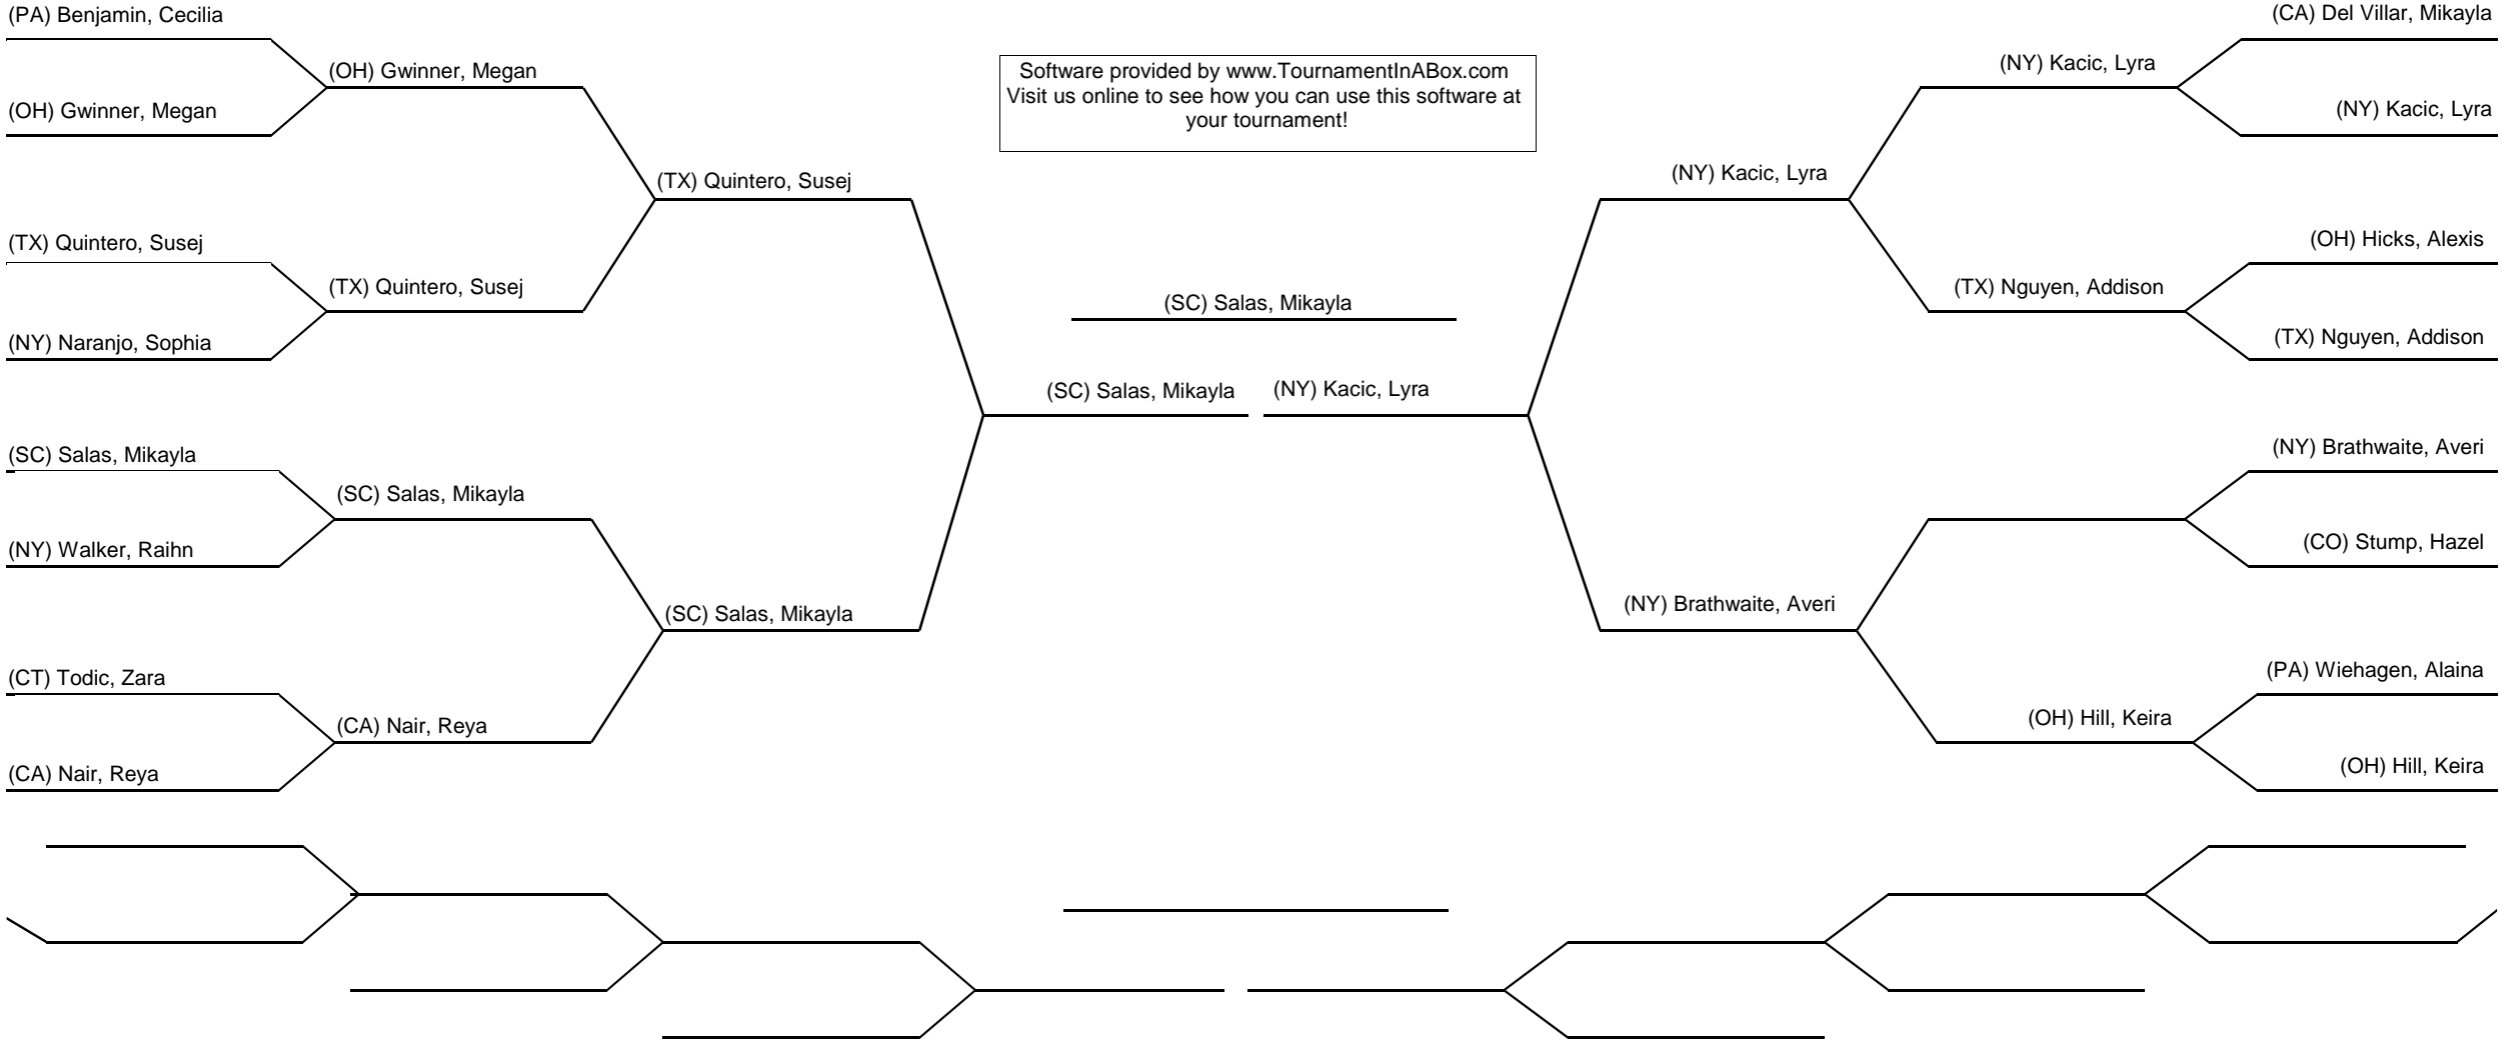 (PA) Benjamin, Cecilia
(OH) Gwinner, Megan
(OH) Gwinner, Megan
(TX) Quintero, Susej
(TX) Quintero, Susej
(TX) Quintero, Susej
(NY) Naranjo, Sophia
(SC) Salas, Mikayla
(SC) Salas, Mikayla
(NY) Walker, Raihn
(SC) Salas, Mikayla
(CT) Todic, Zara
(CA) Nair, Reya
(CA) Nair, Reya
Software provided by www.TournamentInABox.com
Visit us online to see how you can use this software at
your tournament!
(SC) Salas, Mikayla
(SC) Salas, Mikayla
(NY) Kacic, Lyra
(CA) Del Villar, Mikayla
(NY) Kacic, Lyra
(NY) Kacic, Lyra
(NY) Kacic, Lyra
(OH) Hicks, Alexis
(TX) Nguyen, Addison
(TX) Nguyen, Addison
(NY) Brathwaite, Averi
(CO) Stump, Hazel
(NY) Brathwaite, Averi
(PA) Wiehagen, Alaina
(OH) Hill, Keira
(OH) Hill, Keira